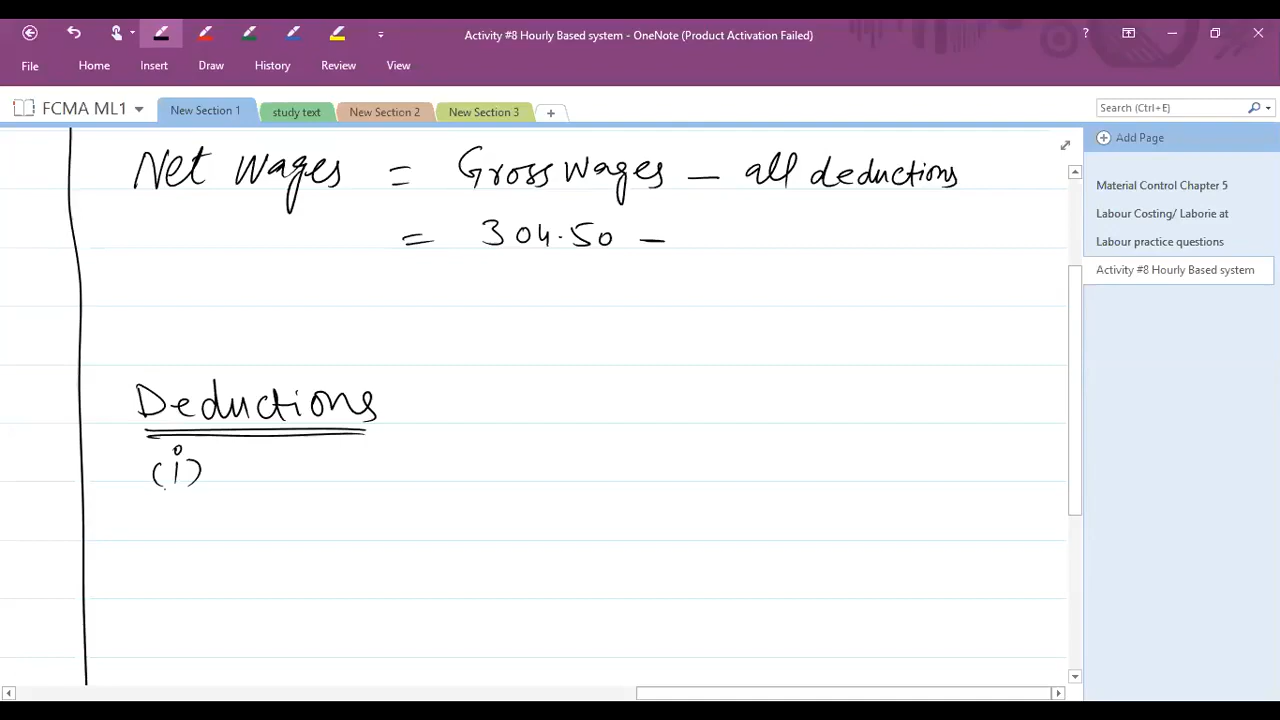 Activity #8 Hourly Based system - OneNote (Product Activation Failed)
?
File Home Insert Draw History Review View
FCMA ML1 New Section 1 study text New Section 2 New Section 3 + Search (Ctrl+E)
Add Page
Material Control Chapter 5
Labour Costing/ Laborie at
Labour practice questions
Activity #8 Hourly Based system
Net Wages = Gross Wages - all deductions
= 304.50 -
Deductions
(i)